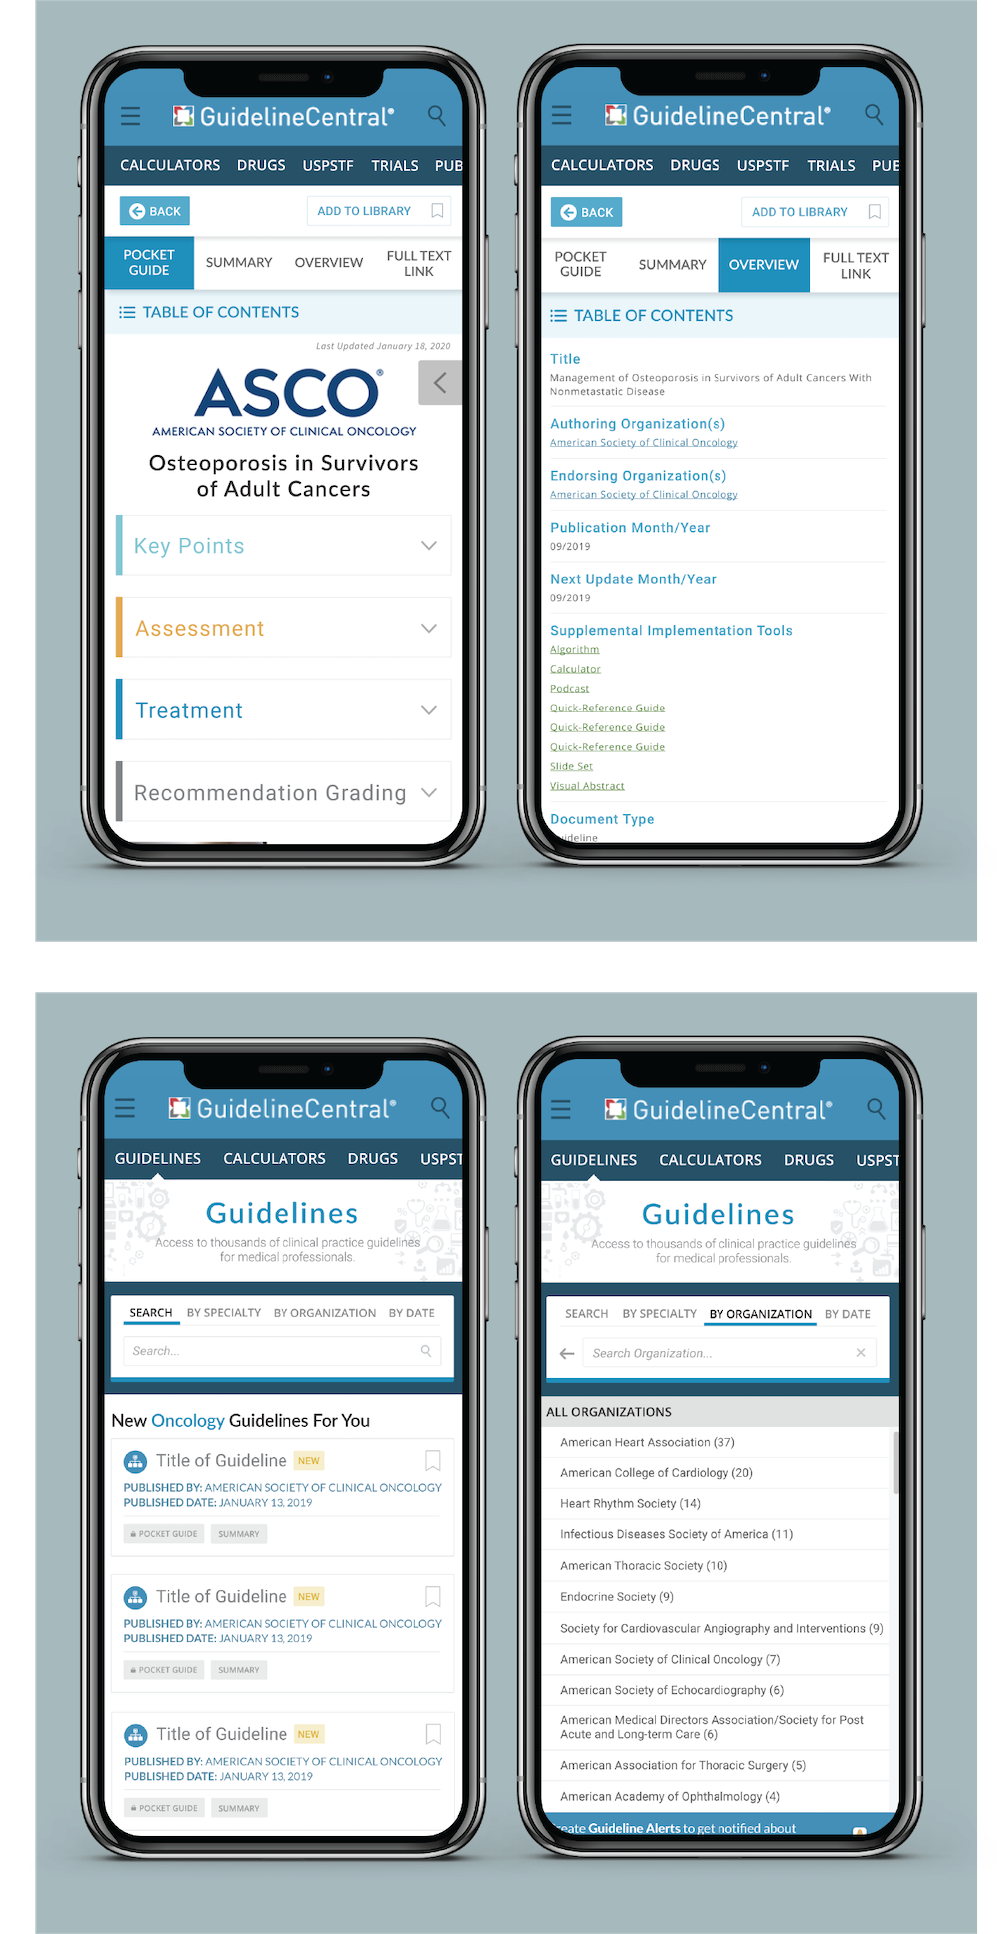 GuidelineCentral®
CALCULATORS DRUGS USPSTF TRIALS PUB
BACK
ADD TO LIBRARY
POCKET GUIDE
SUMMARY
OVERVIEW
FULL TEXT LINK
TABLE OF CONTENTS
Last Updated January 18, 2020
ASCO®
AMERICAN SOCIETY OF CLINICAL ONCOLOGY
Osteoporosis in Survivors
of Adult Cancers
Key Points
Assessment
Treatment
Recommendation Grading
GuidelineCentral®
CALCULATORS DRUGS USPSTF TRIALS PUB
BACK
ADD TO LIBRARY
POCKET GUIDE
SUMMARY
OVERVIEW
FULL TEXT LINK
TABLE OF CONTENTS
Title
Management of Osteoporosis in Survivors of Adult Cancers With
Nonmetastatic Disease
Authoring Organization(s)
American Society of Clinical Oncology
Endorsing Organization(s)
American Society of Clinical Oncology
Publication Month/Year
09/2019
Next Update Month/Year
09/2019
Supplemental Implementation Tools
Algorithm
Calculator
Podcast
Quick-Reference Guide
Quick-Reference Guide
Quick-Reference Guide
Slide Set
Visual Abstract
Document Type
uideline
GuidelineCentral®
GUIDELINES CALCULATORS DRUGS USPST
Guidelines
Access to thousands of clinical practice guidelines
for medical professionals.
SEARCH BY SPECIALTY BY ORGANIZATION BY DATE
Search...
New Oncology Guidelines For You
Title of Guideline NEW
PUBLISHED BY: AMERICAN SOCIETY OF CLINICAL ONCOLOGY
PUBLISHED DATE: JANUARY 13, 2019
POCKET GUIDE SUMMARY
Title of Guideline NEW
PUBLISHED BY: AMERICAN SOCIETY OF CLINICAL ONCOLOGY
PUBLISHED DATE: JANUARY 13, 2019
POCKET GUIDE SUMMARY
Title of Guideline NEW
PUBLISHED BY: AMERICAN SOCIETY OF CLINICAL ONCOLOGY
PUBLISHED DATE: JANUARY 13, 2019
POCKET GUIDE SUMMARY
GuidelineCentral®
GUIDELINES CALCULATORS DRUGS USPST
Guidelines
Access to thousands of clinical practice guidelines
for medical professionals.
SEARCH BY SPECIALTY BY ORGANIZATION BY DATE
Search Organization...
ALL ORGANIZATIONS
American Heart Association (37)
American College of Cardiology (20)
Heart Rhythm Society (14)
Infectious Diseases Society of America (11)
American Thoracic Society (10)
Endocrine Society (9)
Society for Cardiovascular Angiography and Interventions (9)
American Society of Clinical Oncology (7)
American Society of Echocardiography (6)
American Medical Directors Association/Society for Post
Acute and Long-term Care (6)
American Association for Thoracic Surgery (5)
American Academy of Ophthalmology (4)
eate Guideline Alerts to get notified about